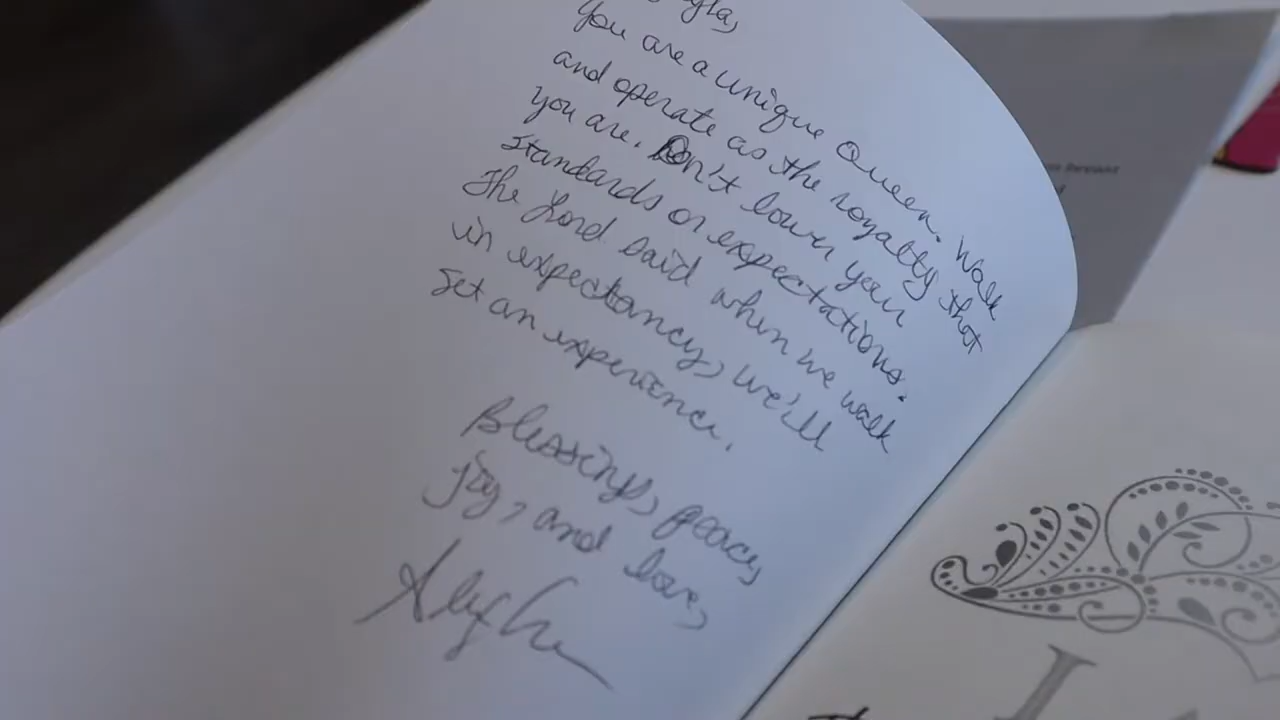 You are a unique Queen. Walk
and operate as the royalty that
you are. Don't lower your
standards or expectations.
The Lord said when we walk
in expectancy, we'll
get an experience.
Blessings, peace,
joy, and love,